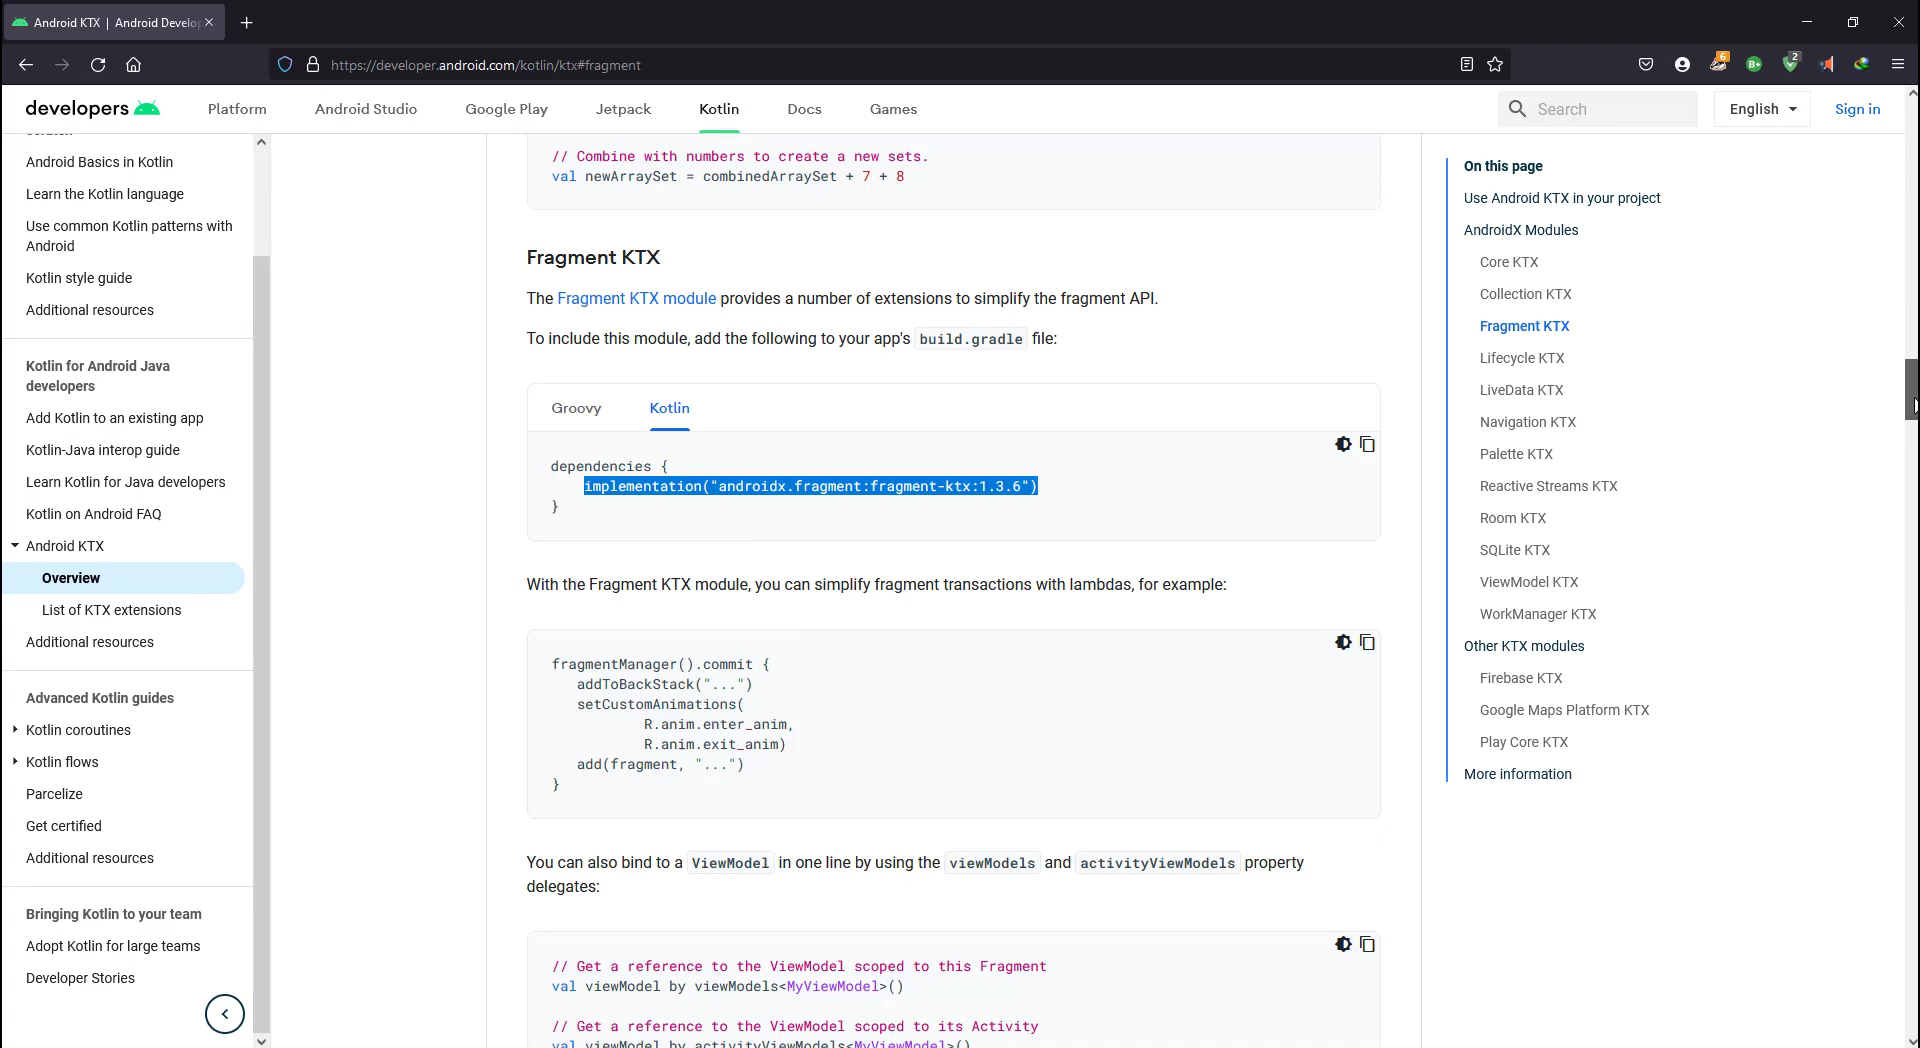 Android KTX | Android Develo
https://developer.android.com/kotlin/ktx#fragment
6
B+
2
developers
Platform
Android Studio
Google Play
Jetpack
Kotlin
Docs
Games
Search
English
Sign in
Android Basics in Kotlin
Learn the Kotlin language
Use common Kotlin patterns with
Android
Kotlin style guide
Additional resources
Kotlin for Android Java
developers
Add Kotlin to an existing app
Kotlin-Java interop guide
Learn Kotlin for Java developers
Kotlin on Android FAQ
Android KTX
Overview
List of KTX extensions
Additional resources
Advanced Kotlin guides
Kotlin coroutines
Kotlin flows
Parcelize
Get certified
Additional resources
Bringing Kotlin to your team
Adopt Kotlin for large teams
Developer Stories
// Combine with numbers to create a new sets.
val newArraySet = combinedArraySet + 7 + 8
Fragment KTX
The Fragment KTX module provides a number of extensions to simplify the fragment API.
To include this module, add the following to your app's build.gradle file:
Groovy
Kotlin
dependencies {
implementation("androidx.fragment:fragment-ktx:1.3.6")
}
With the Fragment KTX module, you can simplify fragment transactions with lambdas, for example:
fragmentManager().commit {
addToBackStack("...")
setCustomAnimations(
R.anim.enter_anim,
R.anim.exit_anim)
add(fragment, "...")
}
You can also bind to a ViewModel in one line by using the viewModels and activityViewModels property
delegates:
// Get a reference to the ViewModel scoped to this Fragment
val viewModel by viewModels<MyViewModel>()
// Get a reference to the ViewModel scoped to its Activity
val viewModel by activityViewModels<MyViewModel>()
On this page
Use Android KTX in your project
AndroidX Modules
Core KTX
Collection KTX
Fragment KTX
Lifecycle KTX
LiveData KTX
Navigation KTX
Palette KTX
Reactive Streams KTX
Room KTX
SQLite KTX
ViewModel KTX
WorkManager KTX
Other KTX modules
Firebase KTX
Google Maps Platform KTX
Play Core KTX
More information